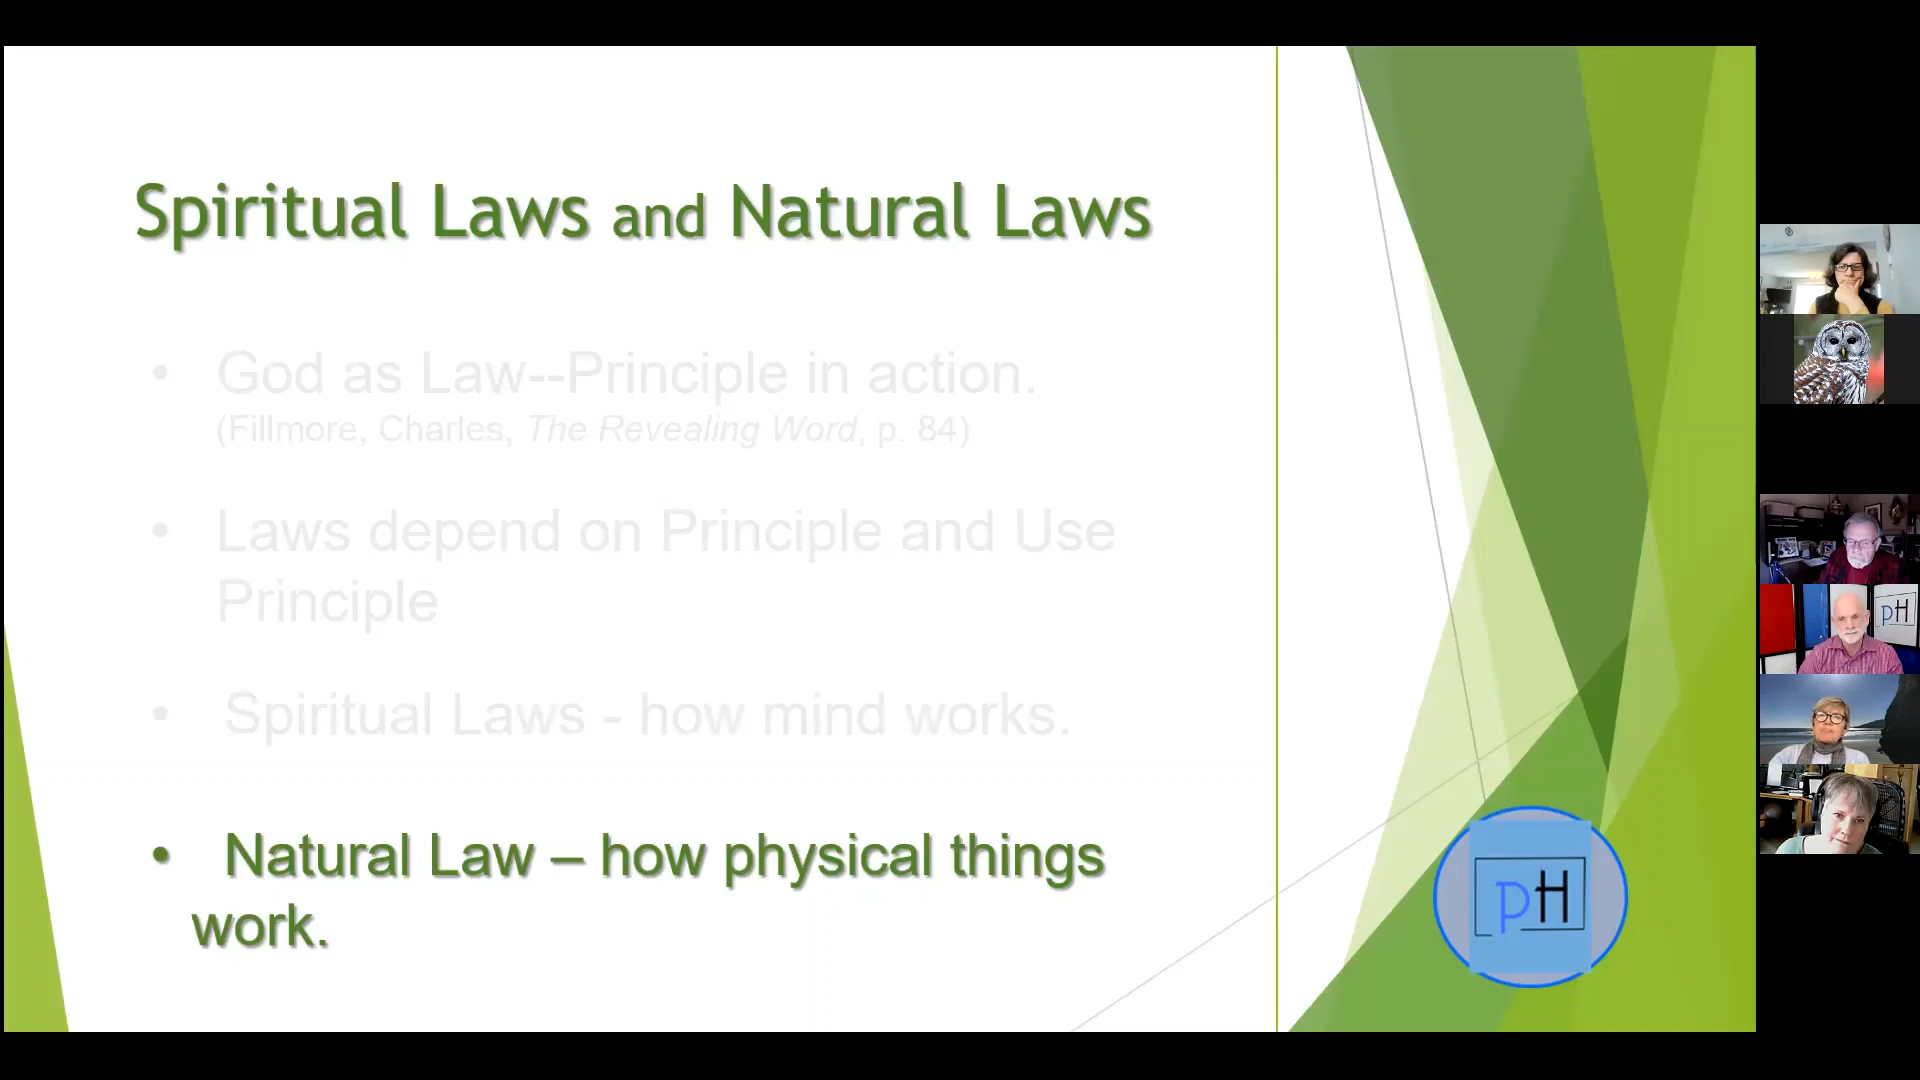 Spiritual Laws and Natural Laws
• God as Law--Principle in action.
(Fillmore, Charles, The Revealing Word, p. 84)
• Laws depend on Principle and Use
Principle
• Spiritual Laws - how mind works.
• Natural Law – how physical things
work.
pH
pH